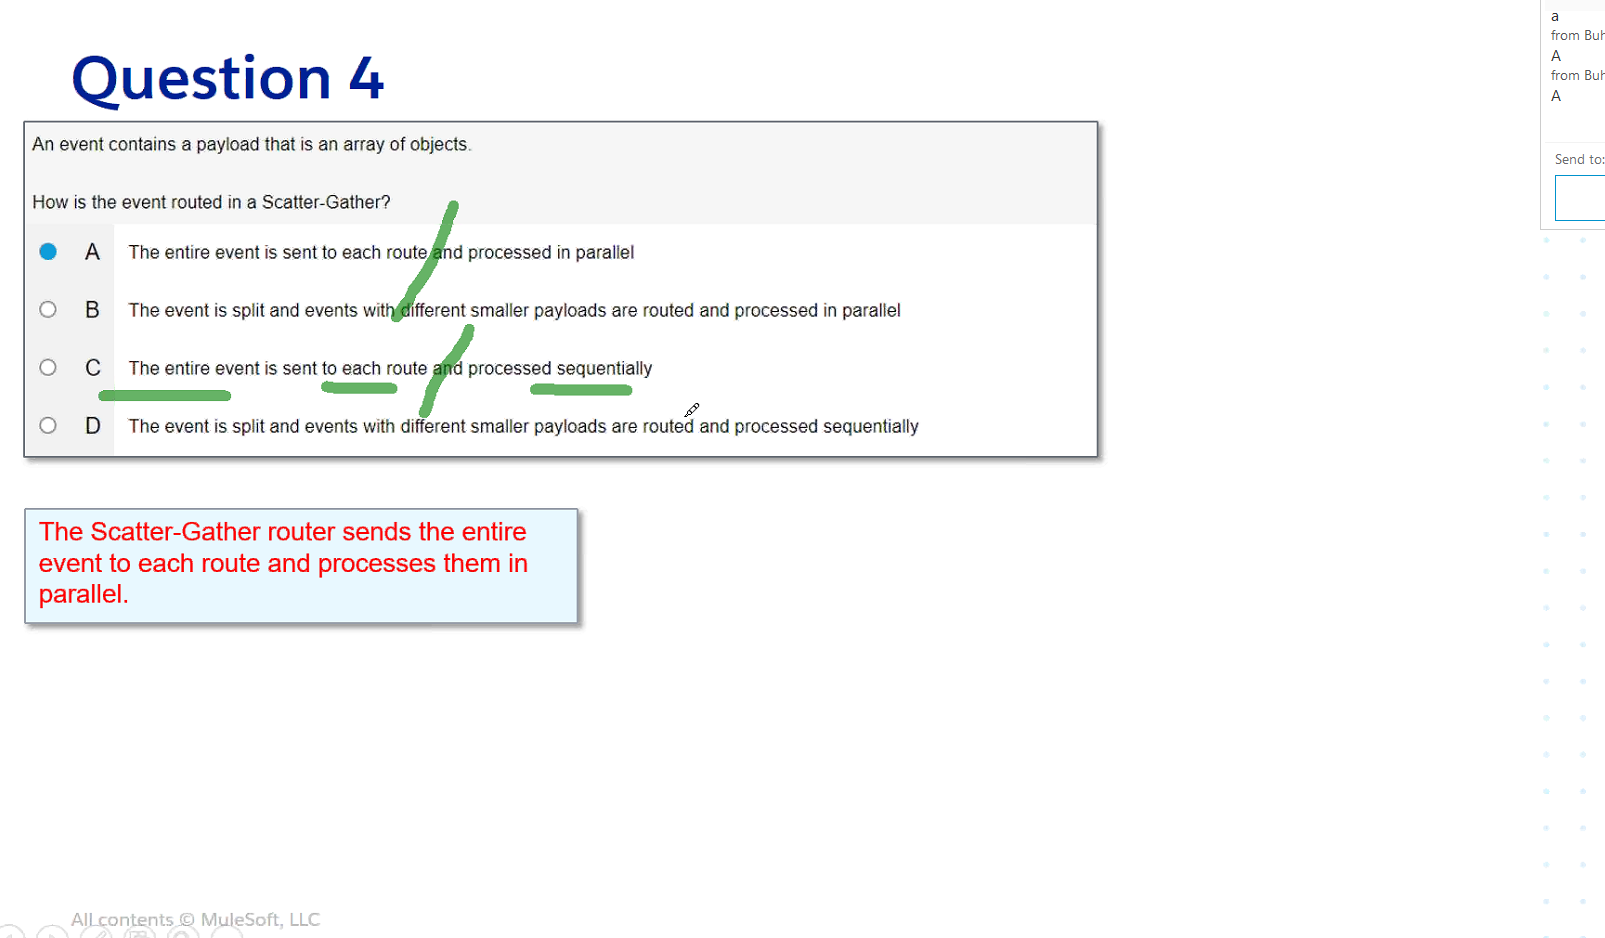 Question 4
An event contains a payload that is an array of objects.
How is the event routed in a Scatter-Gather?
A The entire event is sent to each route and processed in parallel
B The event is split and events with different smaller payloads are routed and processed in parallel
C The entire event is sent to each route and processed sequentially
D The event is split and events with different smaller payloads are routed and processed sequentially
The Scatter-Gather router sends the entire
event to each route and processes them in
parallel.
All contents © MuleSoft, LLC
a
from Buh
A
from Buh
A
Send to: